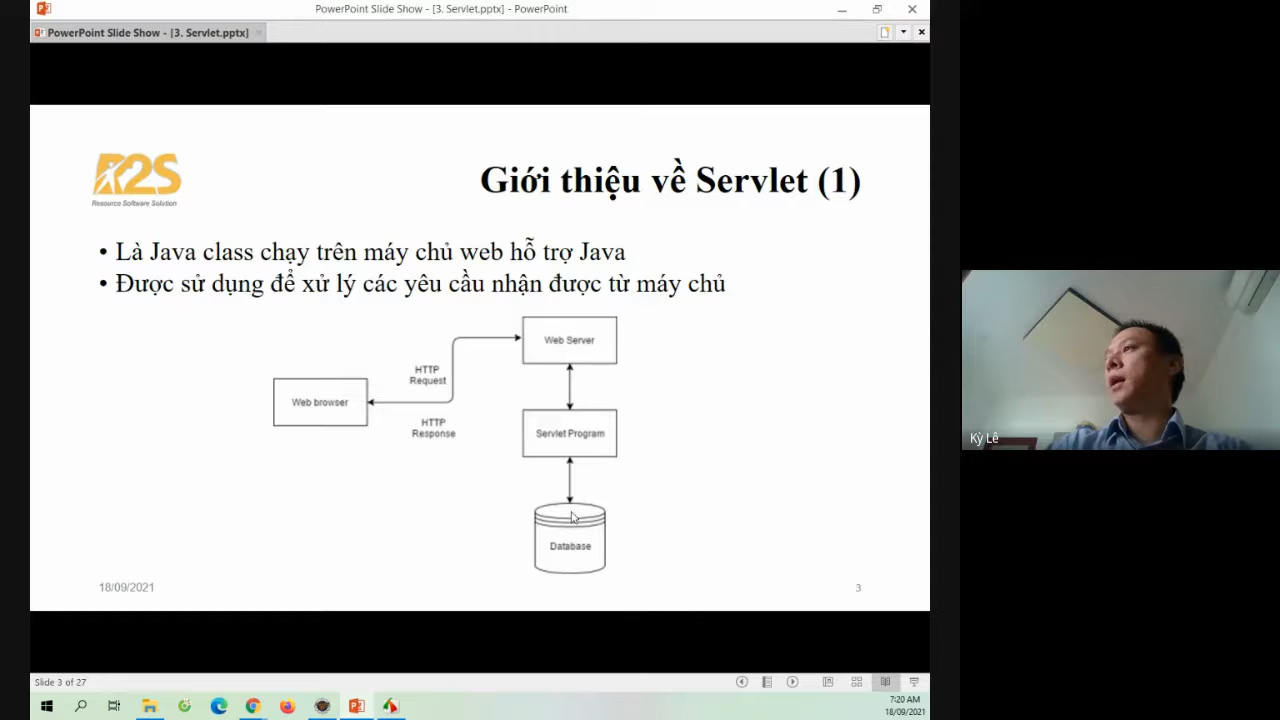 PowerPoint Slide Show - [3. Servlet.pptx] - PowerPoint
PowerPoint Slide Show - [3. Servlet.pptx]
R2S
Resource Software Solution
Giới thiệu về Servlet (1)
• Là Java class chạy trên máy chủ web hỗ trợ Java
• Được sử dụng để xử lý các yêu cầu nhận được từ máy chủ
Web Server
HTTP
Request
Web browser
HTTP
Response
Servlet Program
Database
18/09/2021
3
Kỳ Lê
Slide 3 of 27
7:20 AM
18/09/2021